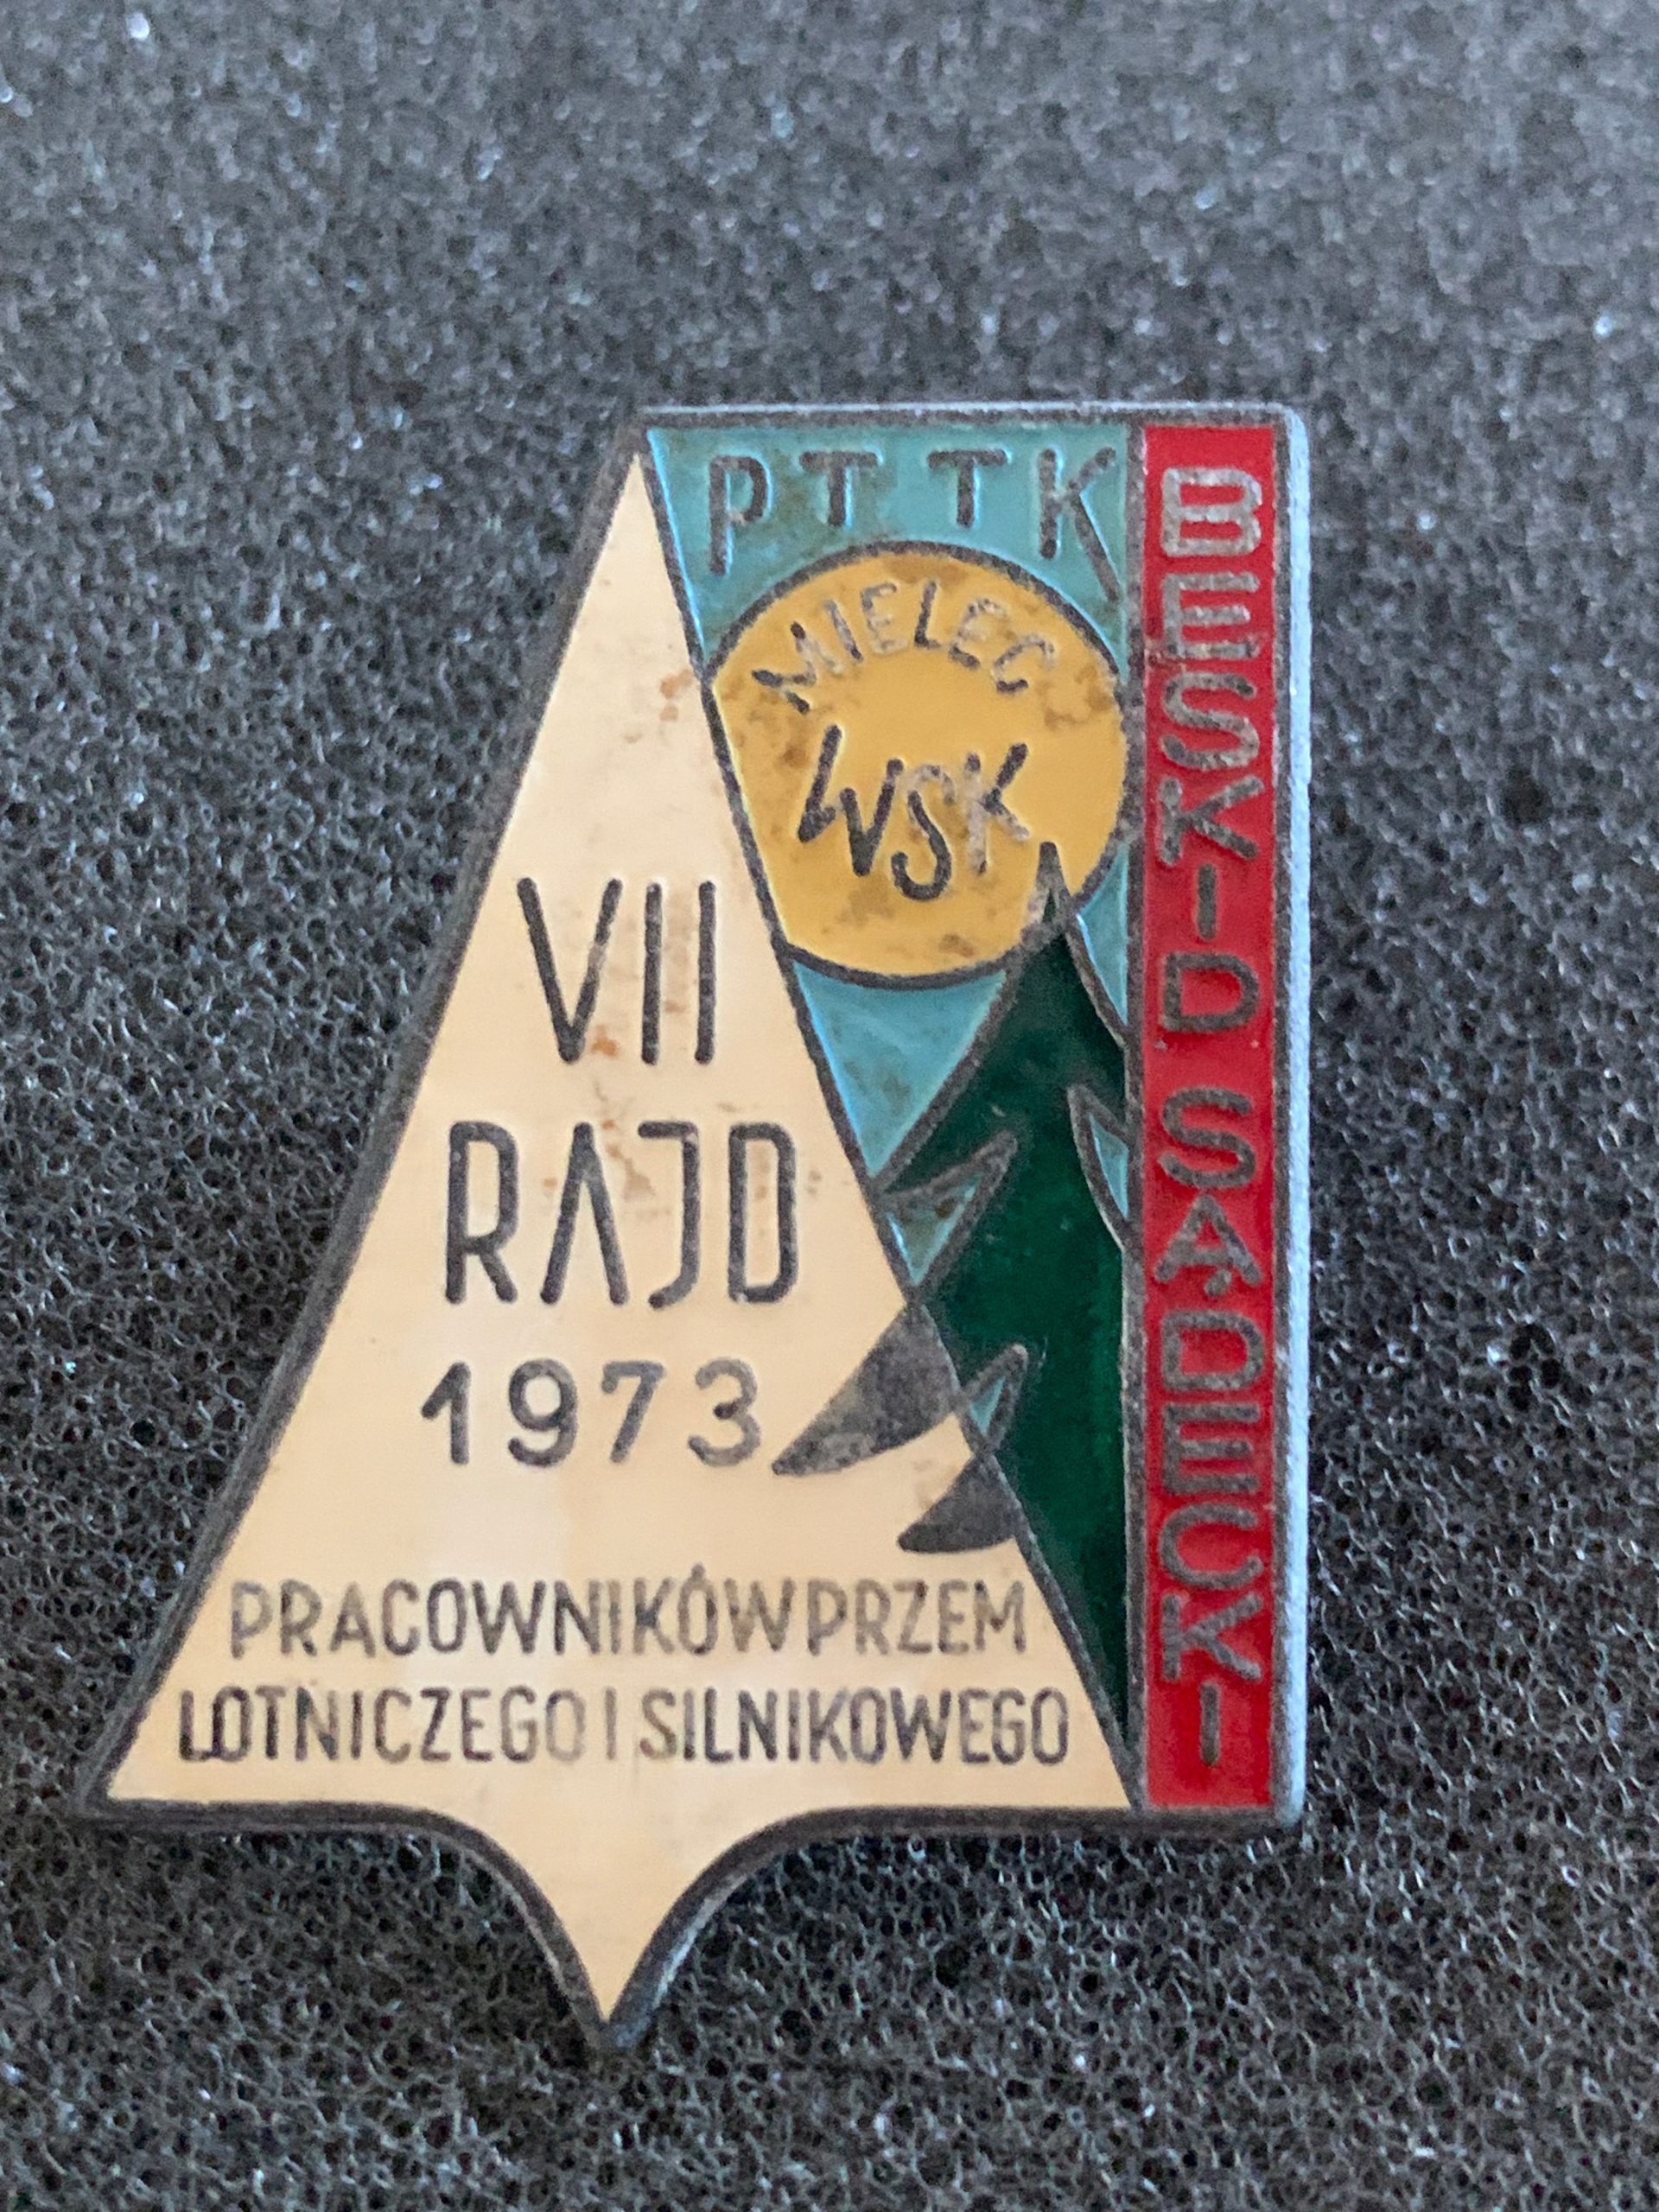 PTTK
MIELEC
WSK
VII
RAJD
1973
PRACOWNIKÓW PRZEM
LOTNICZEGO I SILNIKOWEGO
BESKID SĄDECKI